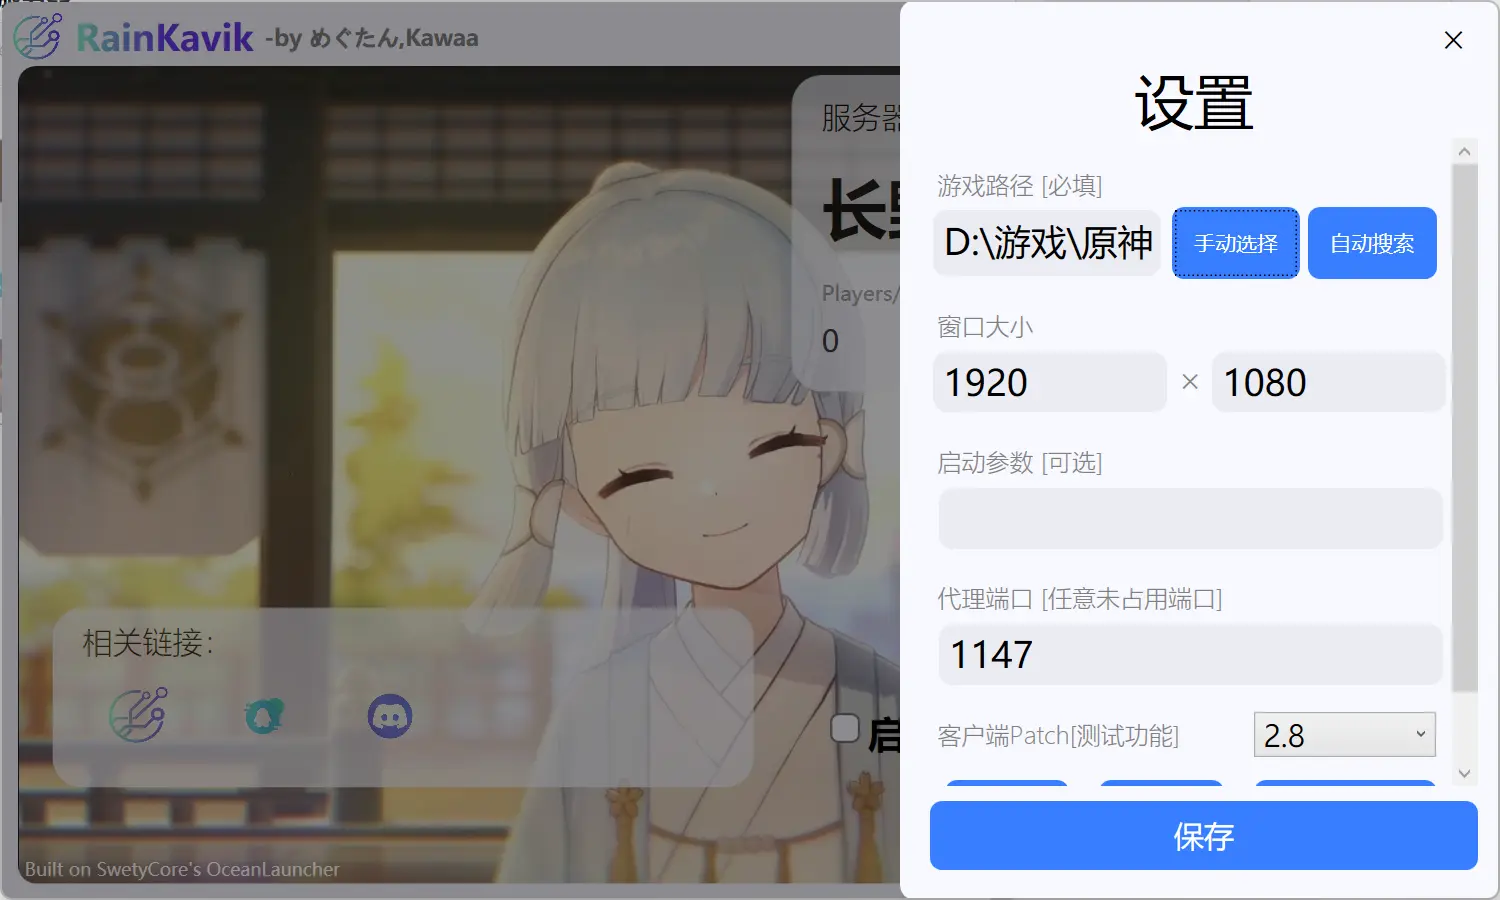 RainKavik -by めぐたん,Kawaa
服务器
长
Players/
0
相关链接:
启
Built on SwetyCore's OceanLauncher
设置
游戏路径 [必填]
D:\游戏\原神
手动选择
自动搜索
窗口大小
1920 × 1080
启动参数 [可选]
代理端口 [任意未占用端口]
1147
客户端Patch[测试功能]
2.8
保存